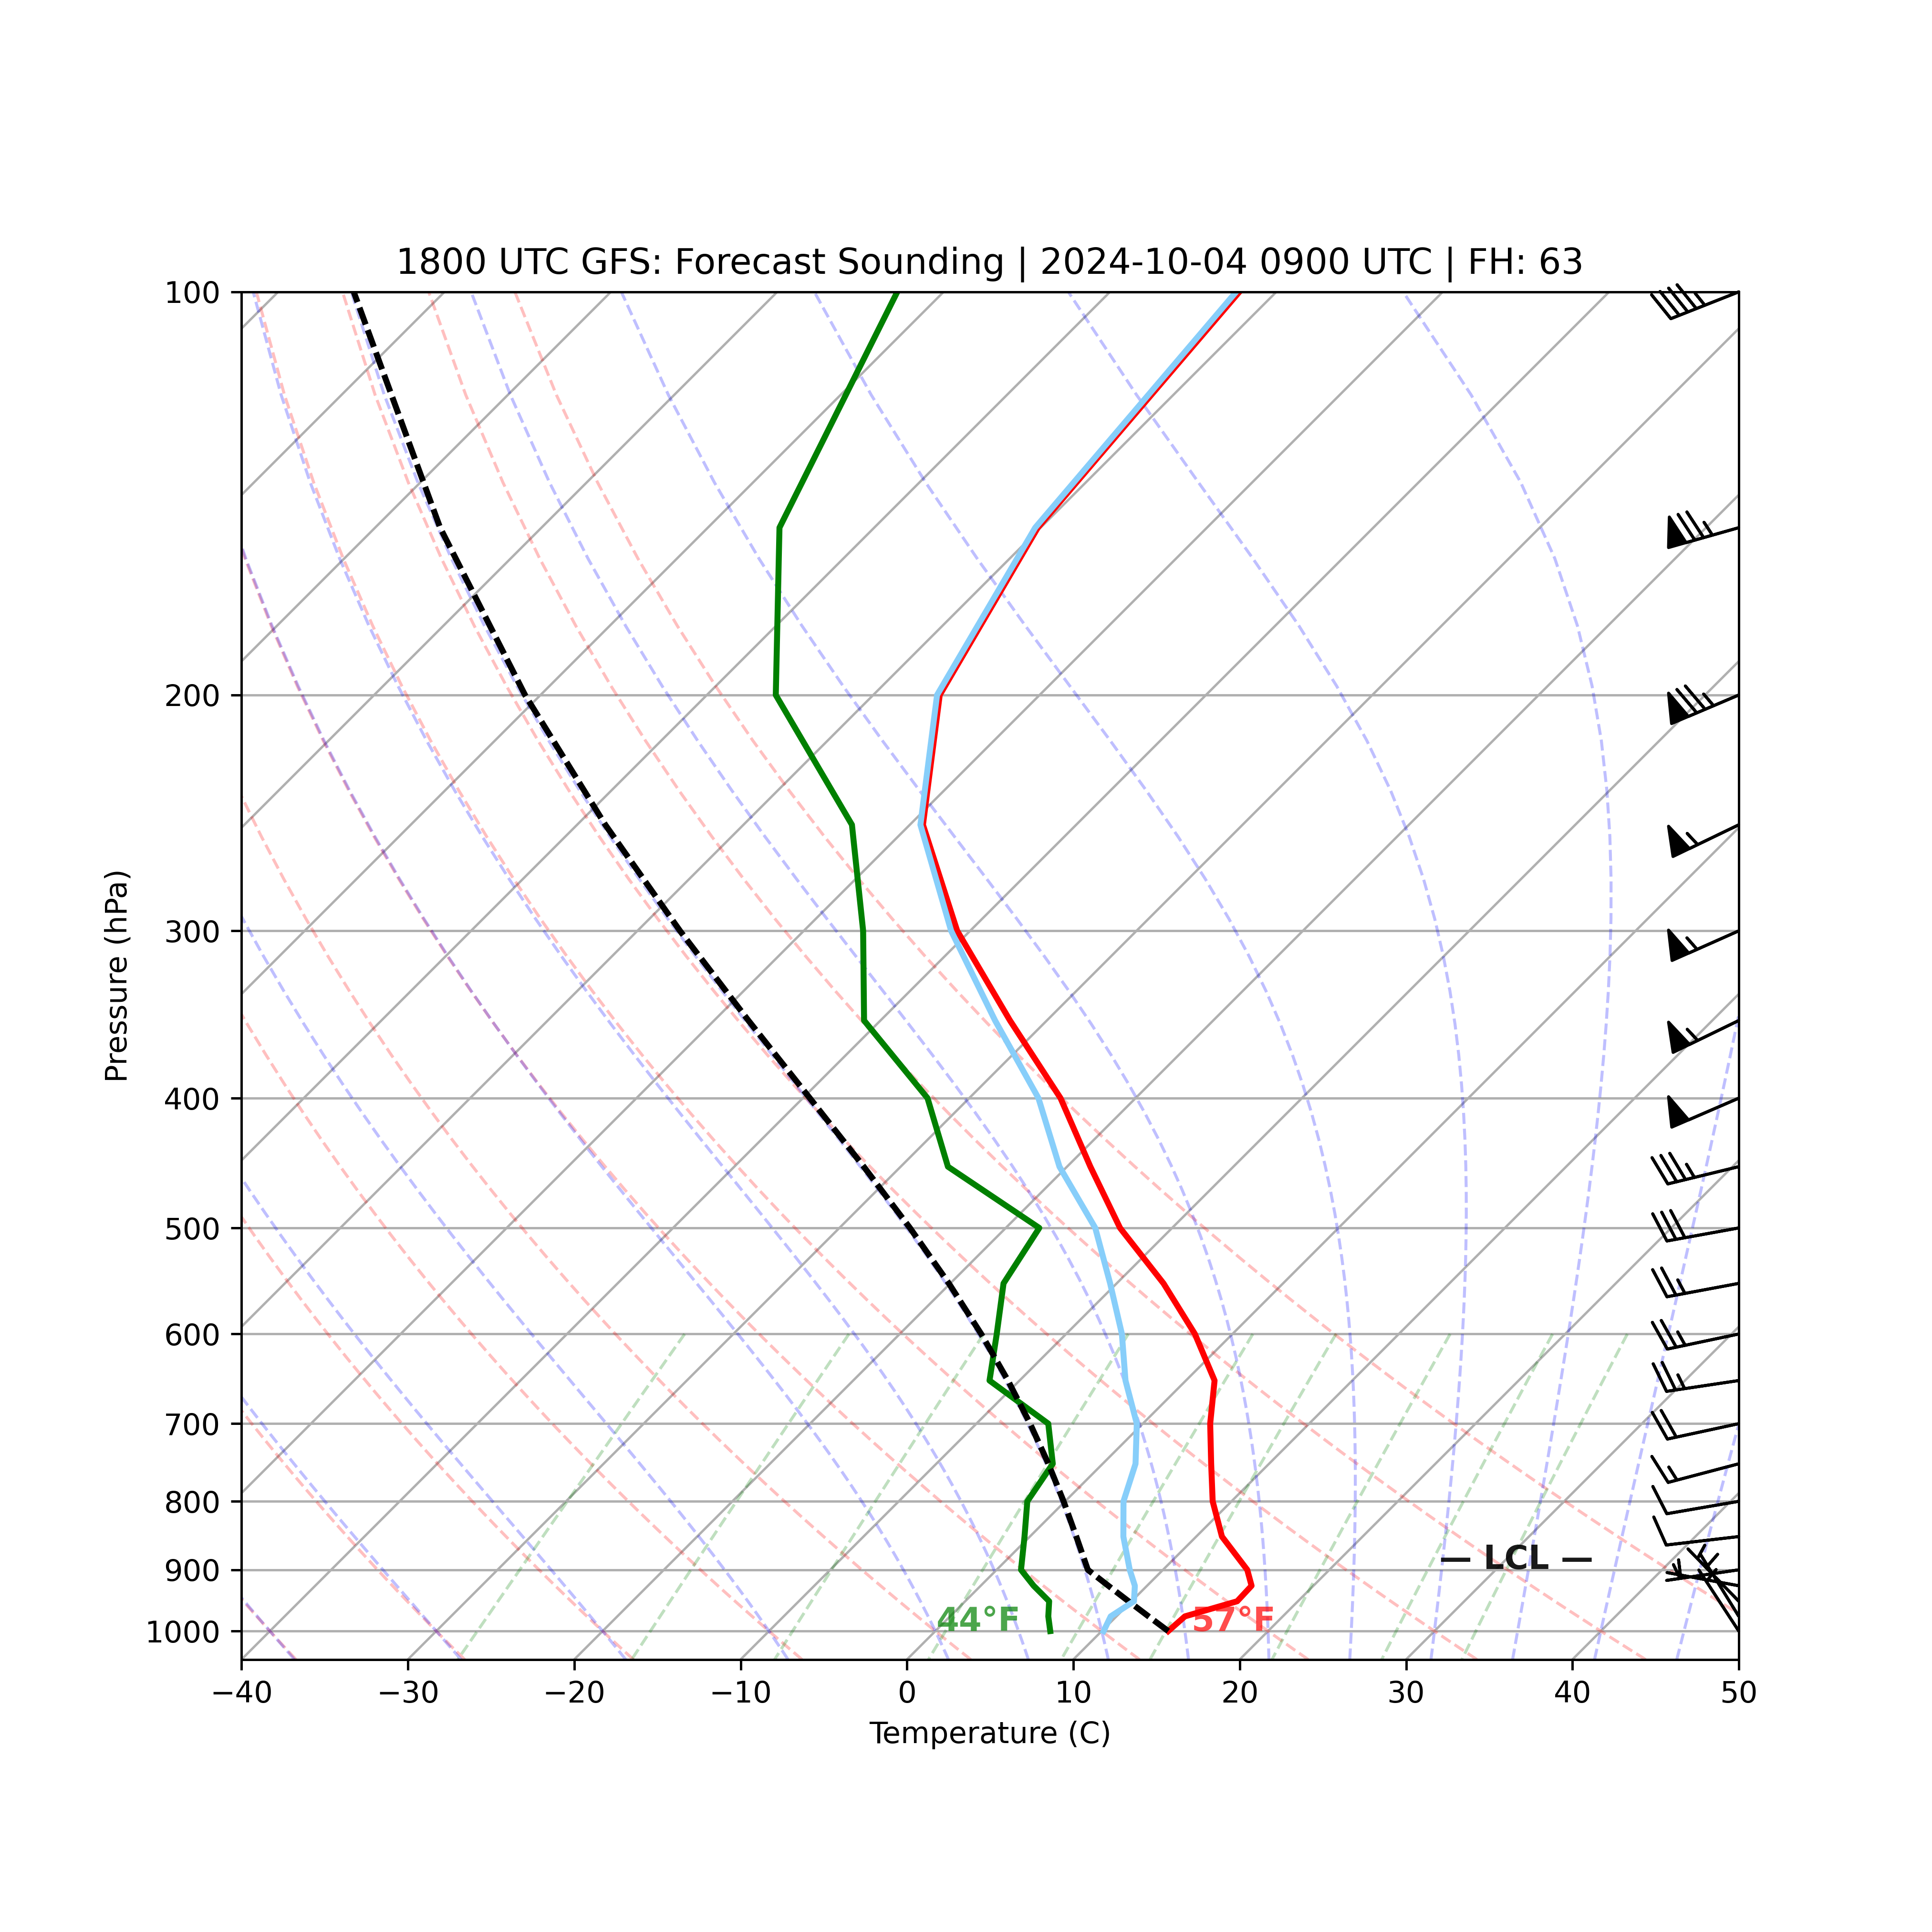 1800 UTC GFS: Forecast Sounding | 2024-10-04 0900 UTC | FH: 63
100
200
300
400
500
600
700
800
900
1000
Pressure (hPa)
— LCL —
44°F
57°F
−40 −30 −20 −10 0 10 20 30 40 50
Temperature (C)